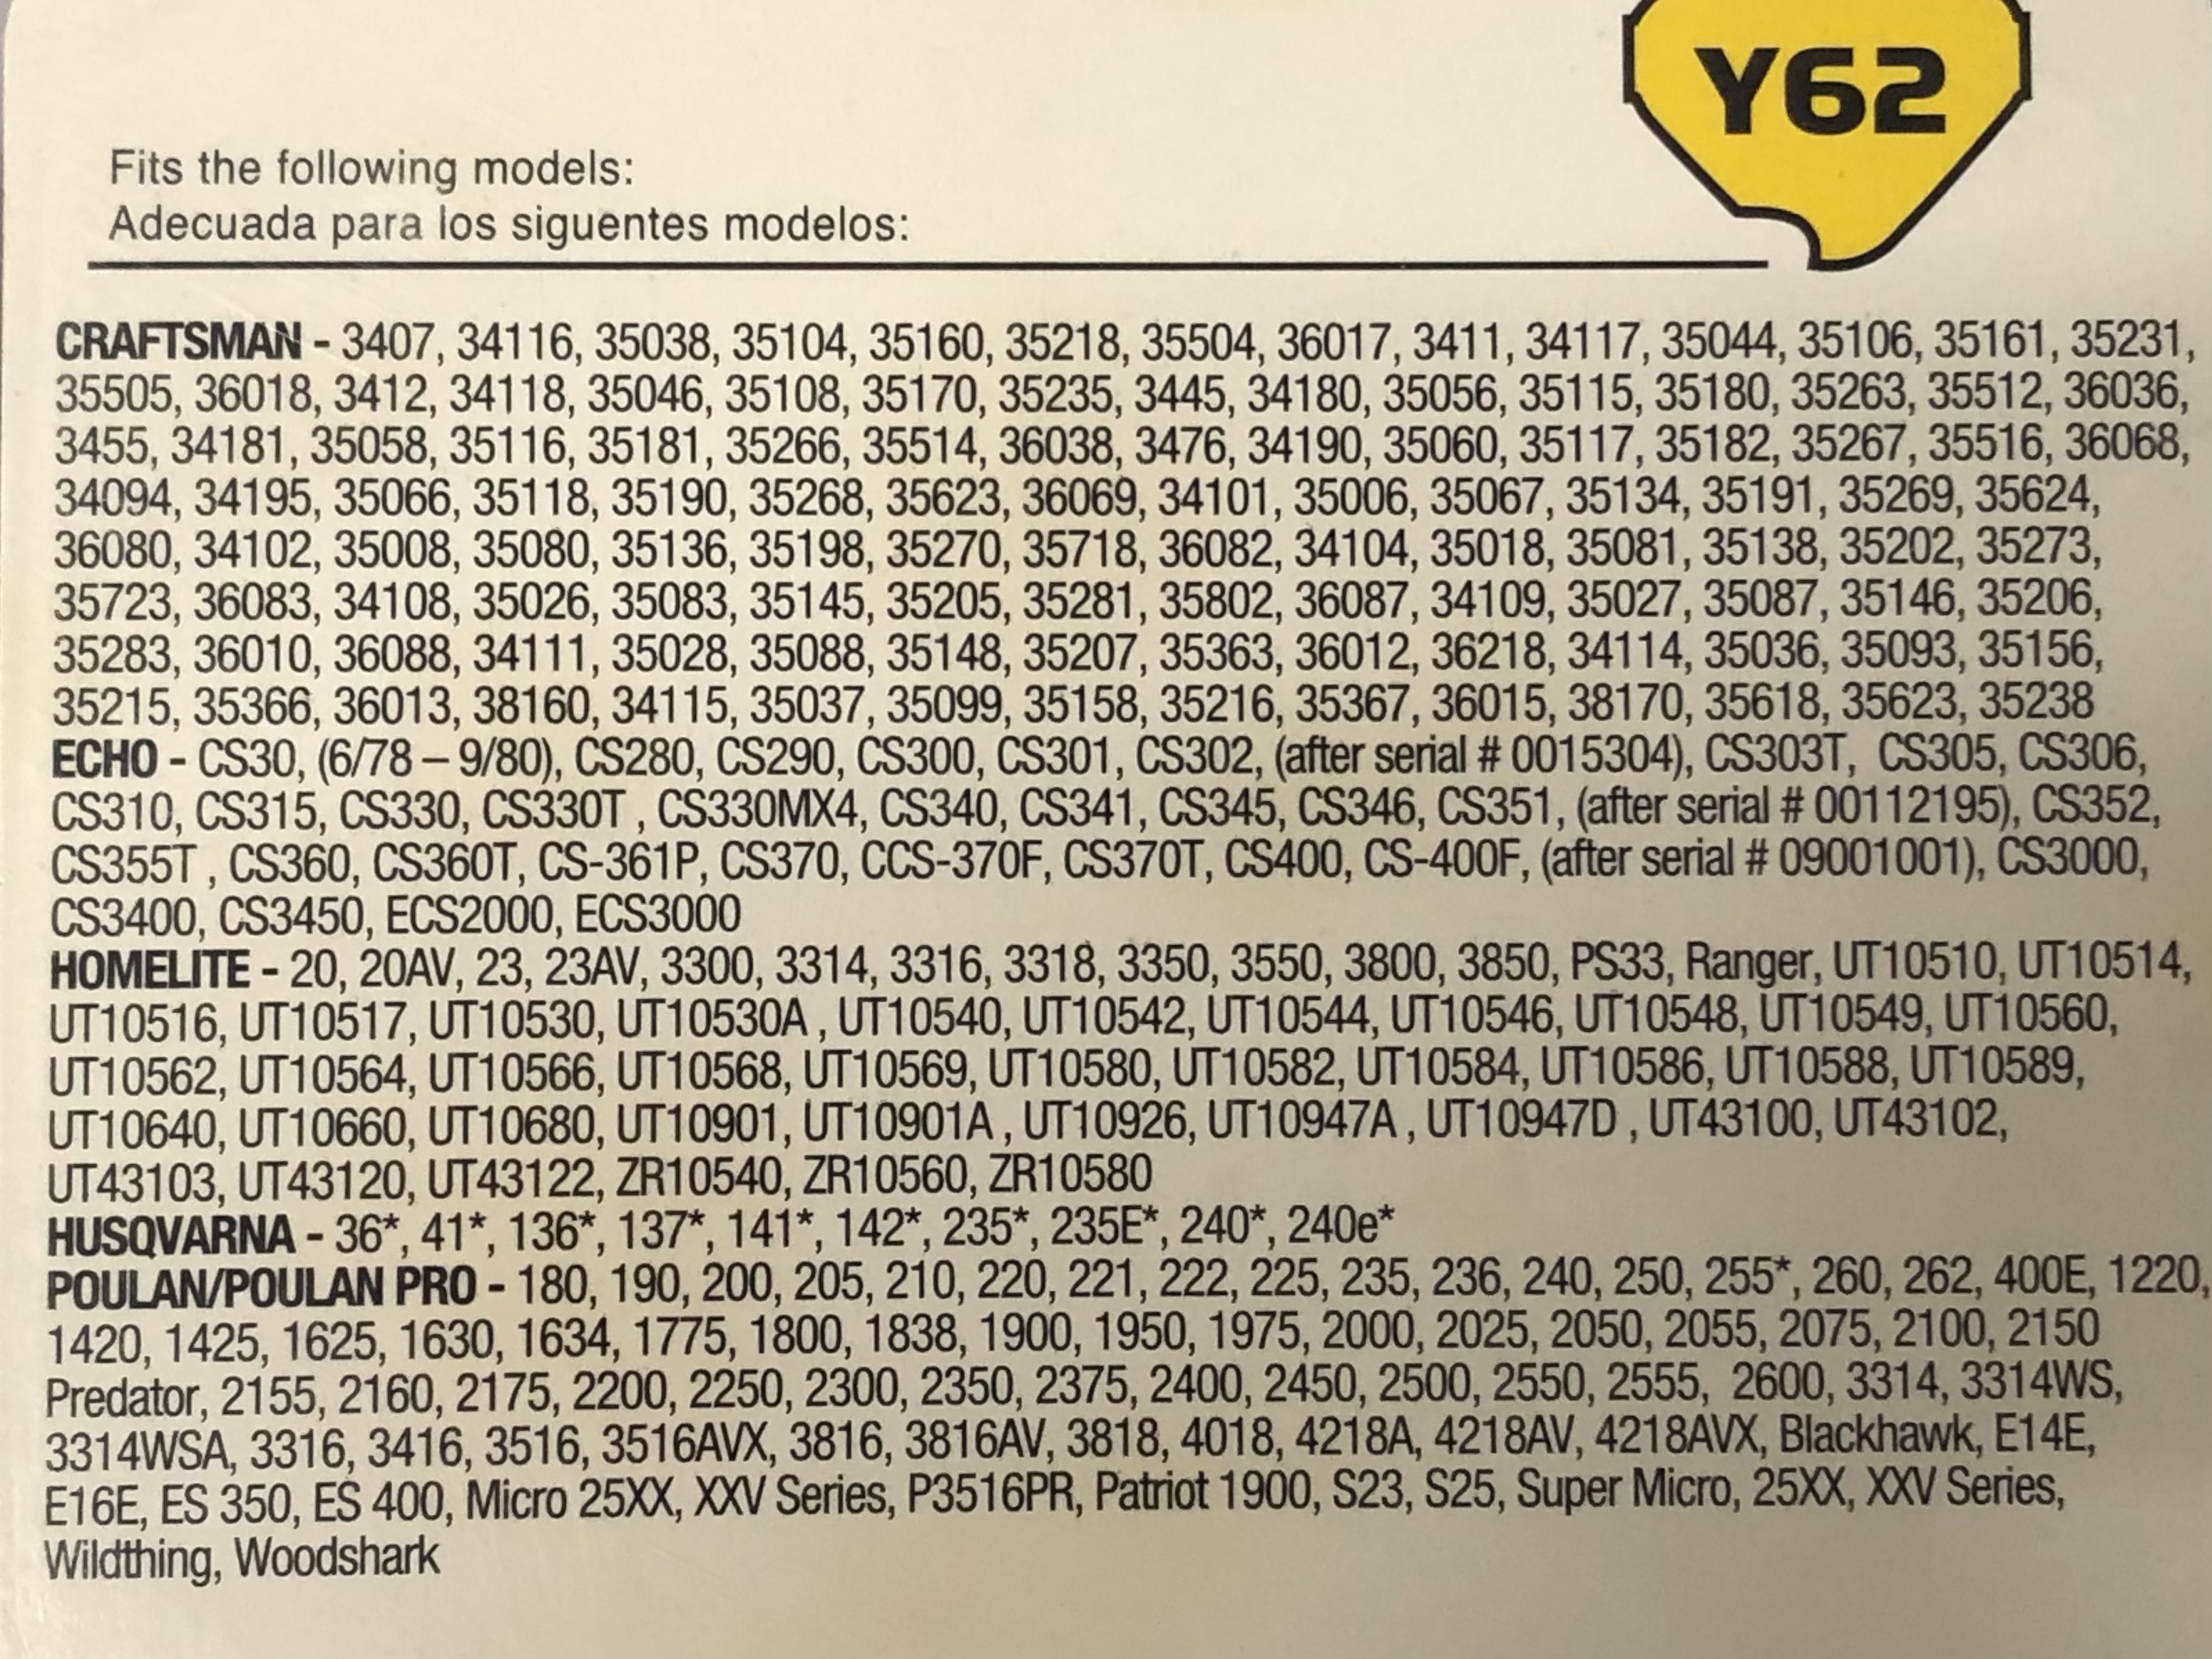 Y62
Fits the following models:
Adecuada para los siguentes modelos:
CRAFTSMAN - 3407, 34116, 35038, 35104, 35160, 35218, 35504, 36017, 3411, 34117, 35044, 35106, 35161, 35231,
35505, 36018, 3412, 34118, 35046, 35108, 35170, 35235, 3445, 34180, 35056, 35115, 35180, 35263, 35512, 36036,
3455, 34181, 35058, 35116, 35181, 35266, 35514, 36038, 3476, 34190, 35060, 35117, 35182, 35267, 35516, 36068,
34094, 34195, 35066, 35118, 35190, 35268, 35623, 36069, 34101, 35006, 35067, 35134, 35191, 35269, 35624,
36080, 34102, 35008, 35080, 35136, 35198, 35270, 35718, 36082, 34104, 35018, 35081, 35138, 35202, 35273,
35723, 36083, 34108, 35026, 35083, 35145, 35205, 35281, 35802, 36087, 34109, 35027, 35087, 35146, 35206,
35283, 36010, 36088, 34111, 35028, 35088, 35148, 35207, 35363, 36012, 36218, 34114, 35036, 35093, 35156,
35215, 35366, 36013, 38160, 34115, 35037, 35099, 35158, 35216, 35367, 36015, 38170, 35618, 35623, 35238
ECHO - CS30, (6/78 – 9/80), CS280, CS290, CS300, CS301, CS302, (after serial # 0015304), CS303T, CS305, CS306,
CS310, CS315, CS330, CS330T , CS330MX4, CS340, CS341, CS345, CS346, CS351, (after serial # 00112195), CS352,
CS355T , CS360, CS360T, CS-361P, CS370, CCS-370F, CS370T, CS400, CS-400F, (after serial # 09001001), CS3000,
CS3400, CS3450, ECS2000, ECS3000
HOMELITE - 20, 20AV, 23, 23AV, 3300, 3314, 3316, 3318, 3350, 3550, 3800, 3850, PS33, Ranger, UT10510, UT10514,
UT10516, UT10517, UT10530, UT10530A , UT10540, UT10542, UT10544, UT10546, UT10548, UT10549, UT10560,
UT10562, UT10564, UT10566, UT10568, UT10569, UT10580, UT10582, UT10584, UT10586, UT10588, UT10589,
UT10640, UT10660, UT10680, UT10901, UT10901A , UT10926, UT10947A , UT10947D , UT43100, UT43102,
UT43103, UT43120, UT43122, ZR10540, ZR10560, ZR10580
HUSQVARNA - 36*, 41*, 136*, 137*, 141*, 142*, 235*, 235E*, 240*, 240e*
POULAN/POULAN PRO - 180, 190, 200, 205, 210, 220, 221, 222, 225, 235, 236, 240, 250, 255*, 260, 262, 400E, 1220,
1420, 1425, 1625, 1630, 1634, 1775, 1800, 1838, 1900, 1950, 1975, 2000, 2025, 2050, 2055, 2075, 2100, 2150
Predator, 2155, 2160, 2175, 2200, 2250, 2300, 2350, 2375, 2400, 2450, 2500, 2550, 2555, 2600, 3314, 3314WS,
3314WSA, 3316, 3416, 3516, 3516AVX, 3816, 3816AV, 3818, 4018, 4218A, 4218AV, 4218AVX, Blackhawk, E14E,
E16E, ES 350, ES 400, Micro 25XX, XXV Series, P3516PR, Patriot 1900, S23, S25, Super Micro, 25XX, XXV Series,
Wildthing, Woodshark